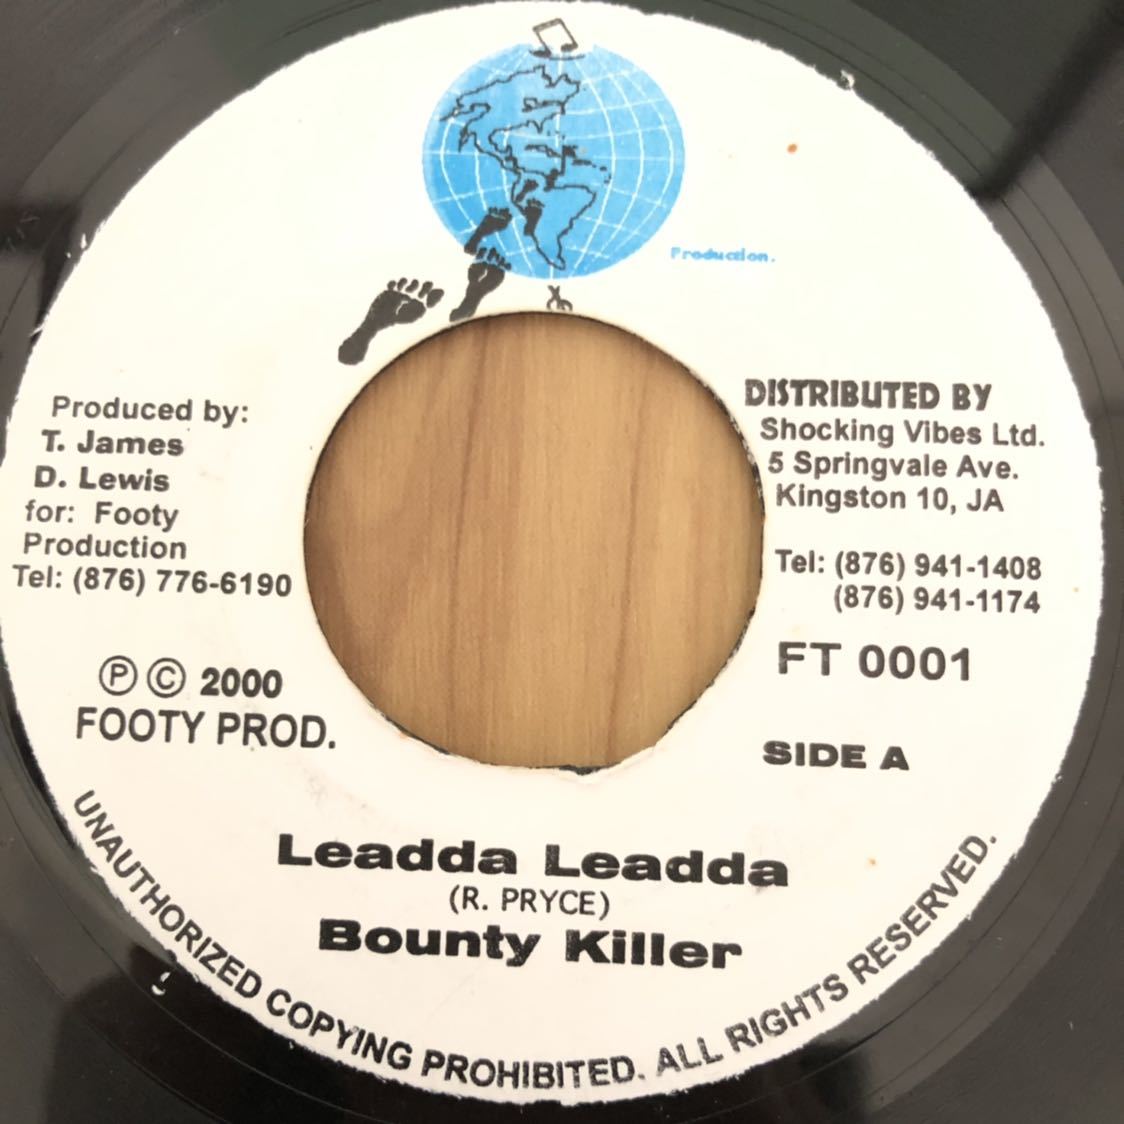 Production.
Produced by:
T. James
D. Lewis
for: Footy
Production
Tel: (876) 776-6190
Ⓟ © 2000
FOOTY PROD.
DISTRIBUTED BY
Shocking Vibes Ltd.
5 Springvale Ave.
Kingston 10, JA
Tel: (876) 941-1408
(876) 941-1174
FT 0001
SIDE A
Leadda Leadda
(R. PRYCE)
Bounty Killer
UNAUTHORIZED COPYING PROHIBITED. ALL RIGHTS RESERVED.